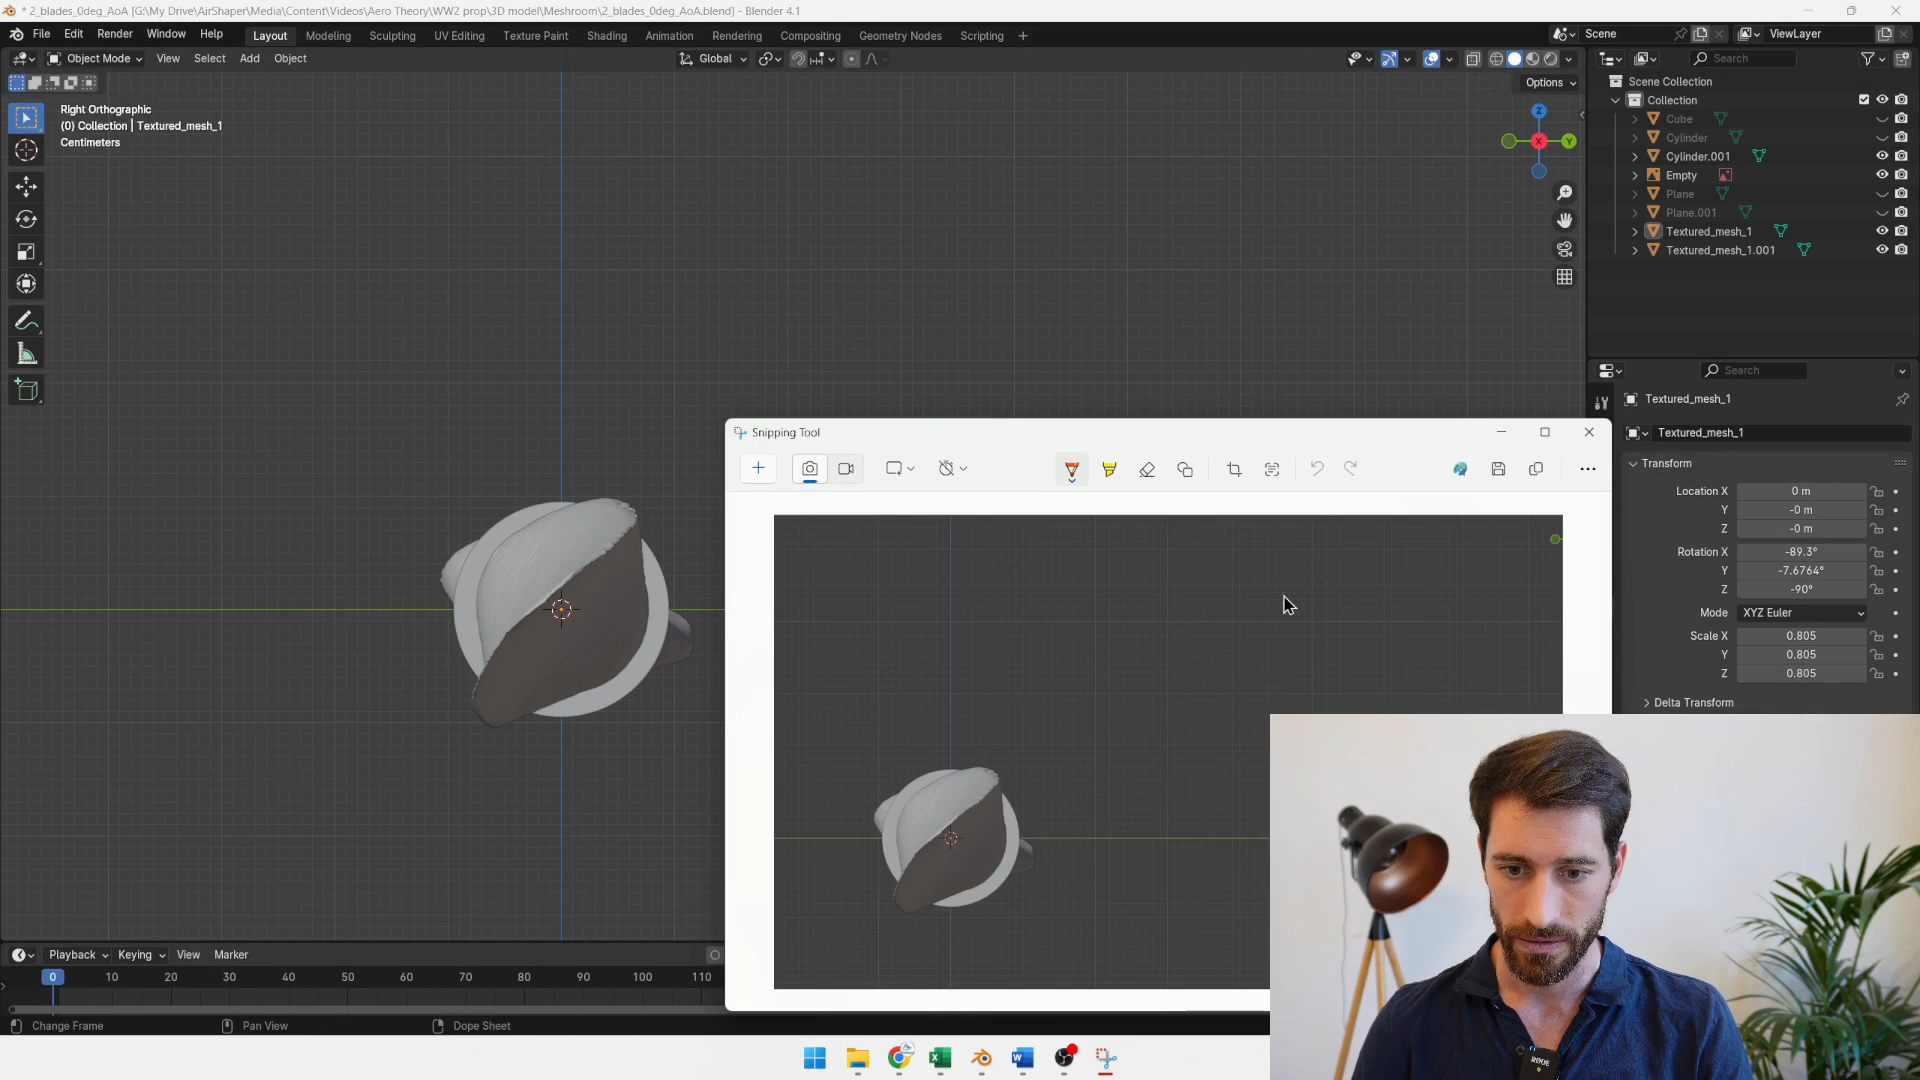 * 2_blades_0deg_AoA [G:\My Drive\AirShaper\Media\Content\Videos\Aero Theory\WW2 prop\3D model\Meshroom\2_blades_0deg_AoA.blend] - Blender 4.1
File Edit Render Window Help Layout Modeling Sculpting UV Editing Texture Paint Shading Animation Rendering Compositing Geometry Nodes Scripting + Scene ViewLayer
Object Mode View Select Add Object Global Search
Options
Right Orthographic
(0) Collection | Textured_mesh_1
Centimeters
Z
X
Y
Scene Collection
Collection
Cube
Cylinder
Cylinder.001
Empty
Plane
Plane.001
Textured_mesh_1
Textured_mesh_1.001
Search
Textured_mesh_1
Textured_mesh_1
Transform
Location X 0 m
Y -0 m
Z -0 m
Rotation X -89.3°
Y -7.6764°
Z -90°
Mode XYZ Euler
Scale X 0.805
Y 0.805
Z 0.805
Delta Transform
Snipping Tool
Playback Keying View Marker
0 10 20 30 40 50 60 70 80 90 100 110
Change Frame Pan View Dope Sheet
RODE